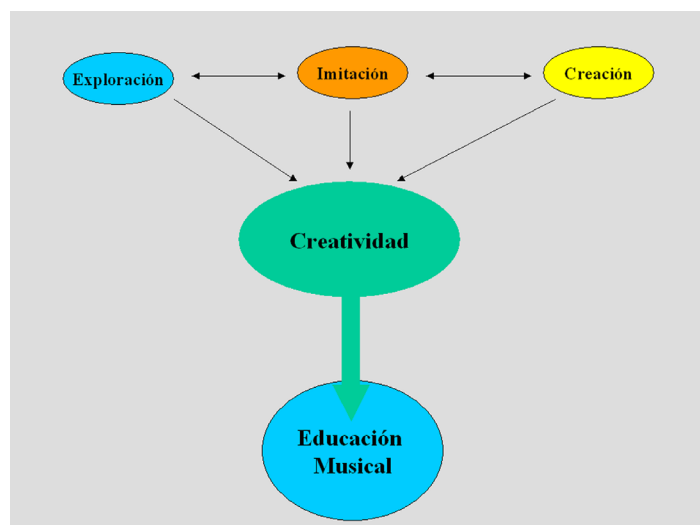 Exploración
Imitación
Creación
Creatividad
Educación
Musical